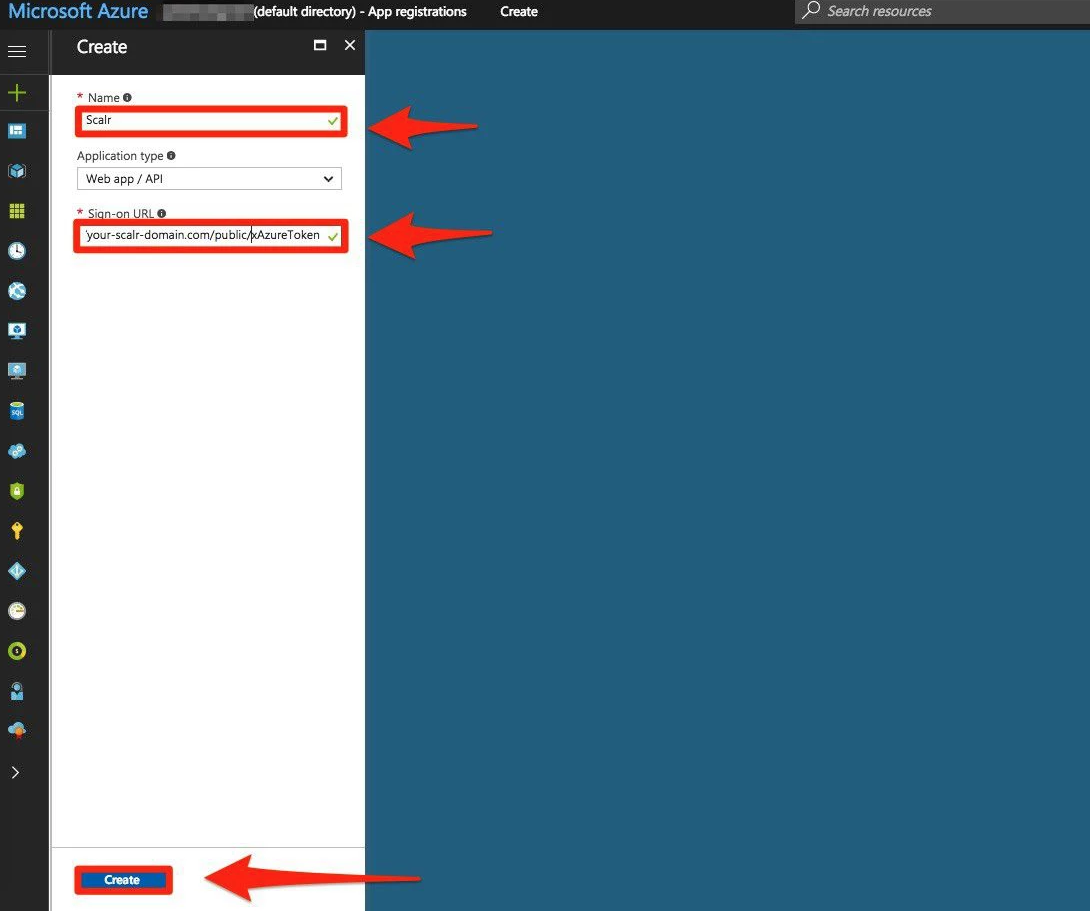 Microsoft Azure (default directory) - App registrations Create Search resources
Create
* Name
Scalr
Application type
Web app / API
* Sign-on URL
your-scalr-domain.com/public/xAzureToken
SQL
Create